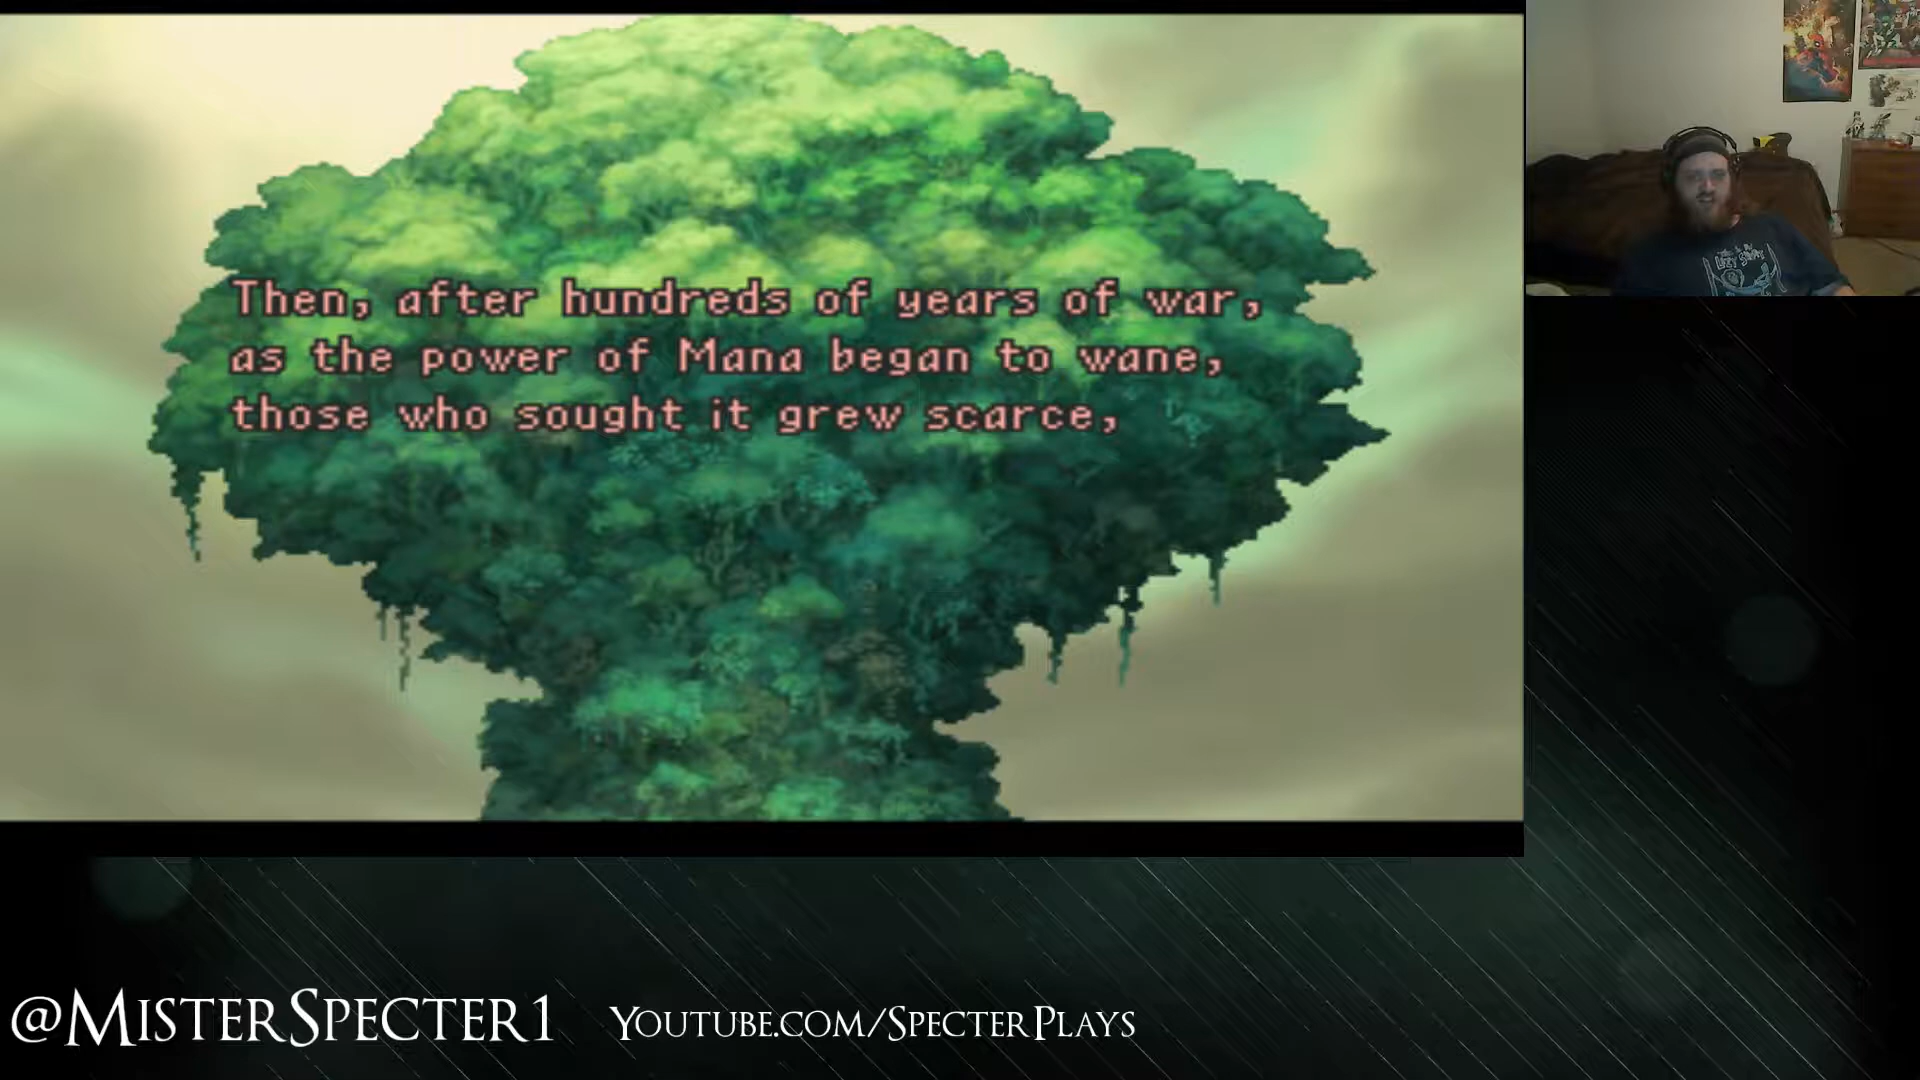 Then, after hundreds of years of war,
as the power of Mana began to wane,
those who sought it grew scarce,
@MisterSpecter1
Youtube.com/SpecterPlays